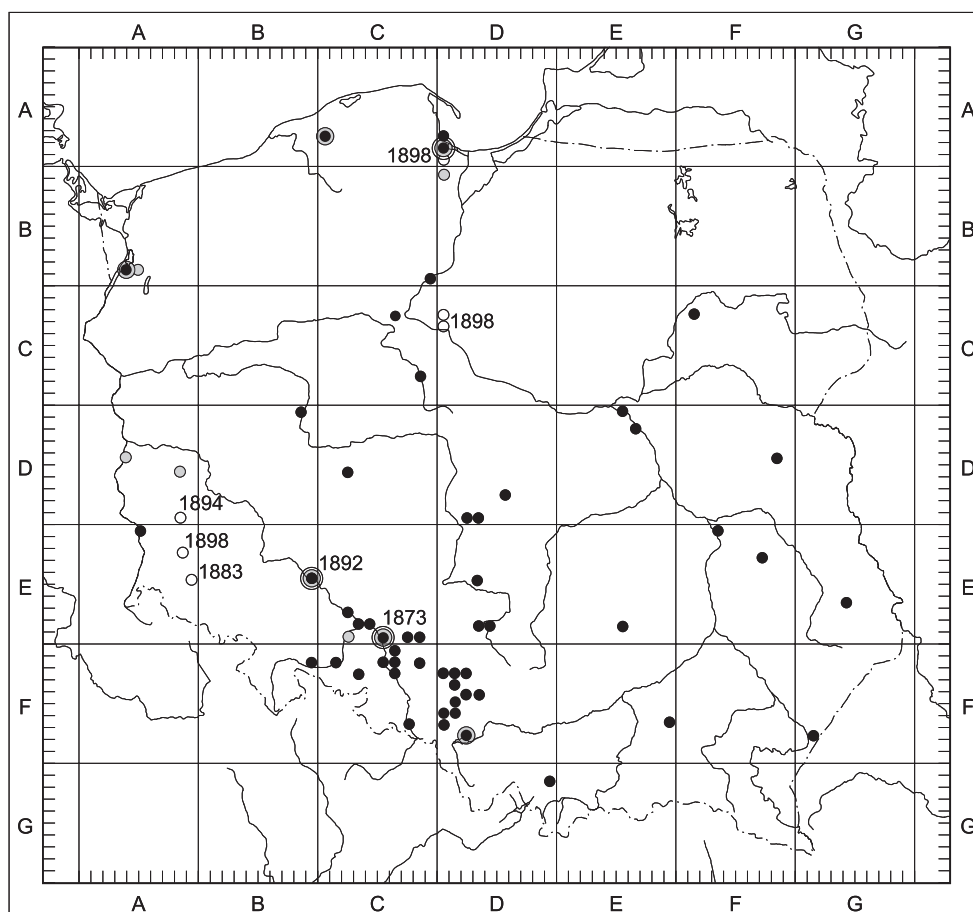 A B C D E F G
A A
1898
B B
1898
C C
D D
1894
1898
1892
E 1883 E
1873
F F
G G
A B C D E F G